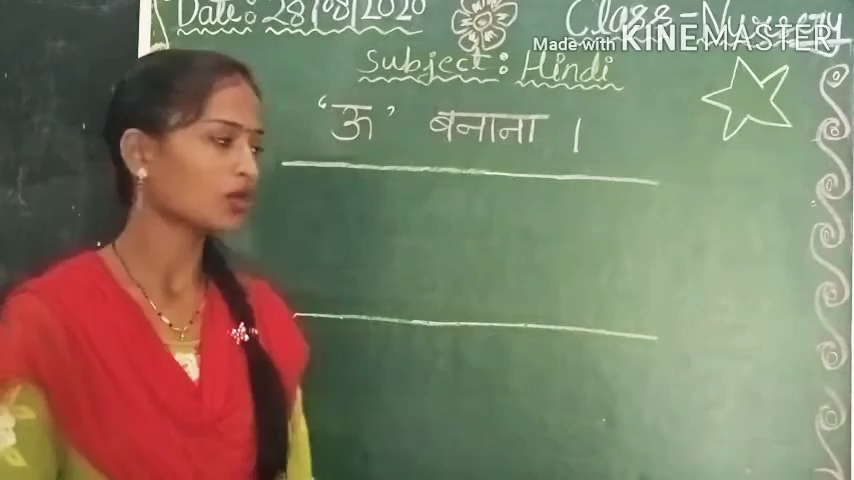 Date: 28/08/2020
Class-Nursery
Made with KINEMASTER
Subject: Hindi
'ऊ' बनाना ।